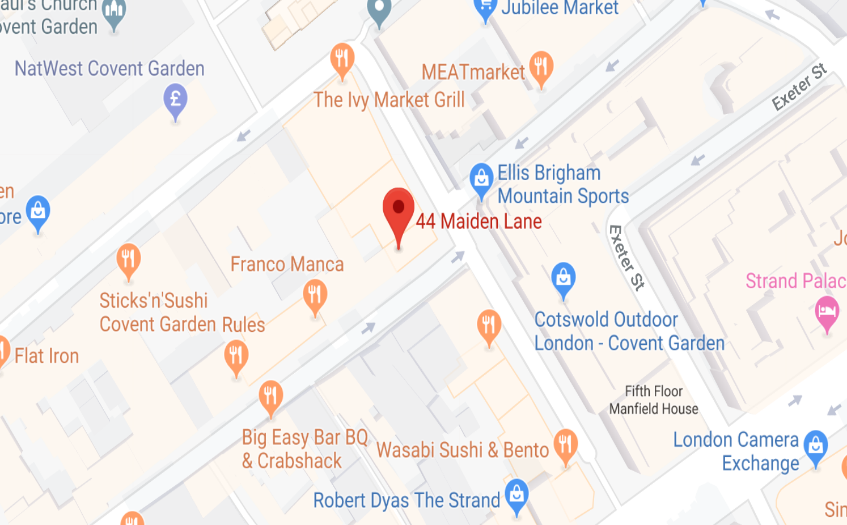 aul's Church
ovent Garden
Jubilee Market
NatWest Covent Garden
£
MEATmarket
The Ivy Market Grill
Exeter St
Ellis Brigham
Mountain Sports
en
ore
44 Maiden Lane
Exeter St
Franco Manca
Sticks'n'Sushi
Covent Garden
Rules
Strand Palac
Cotswold Outdoor
London - Covent Garden
Flat Iron
Fifth Floor
Manfield House
Big Easy Bar BQ
& Crabshack
Wasabi Sushi & Bento
London Camera
Exchange
Robert Dyas The Strand
Sin